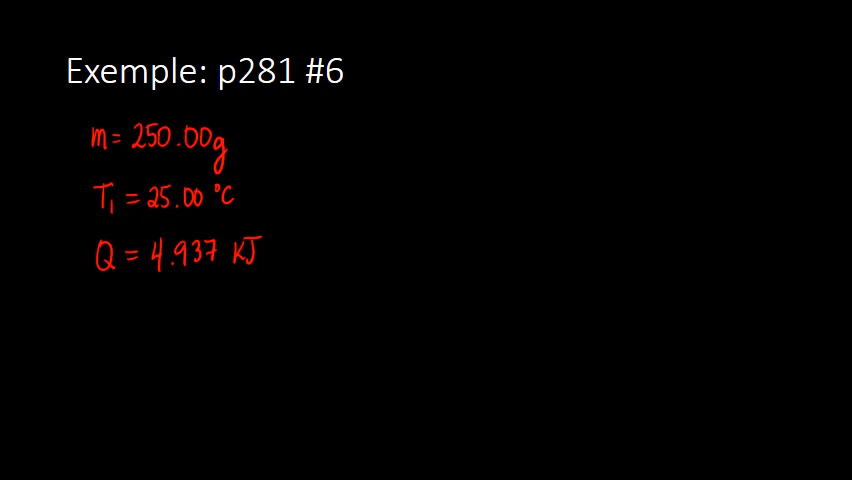 Exemple: p281 #6
m = 250.00g
T₁ = 25.00 °C
Q = 4.937 KJ